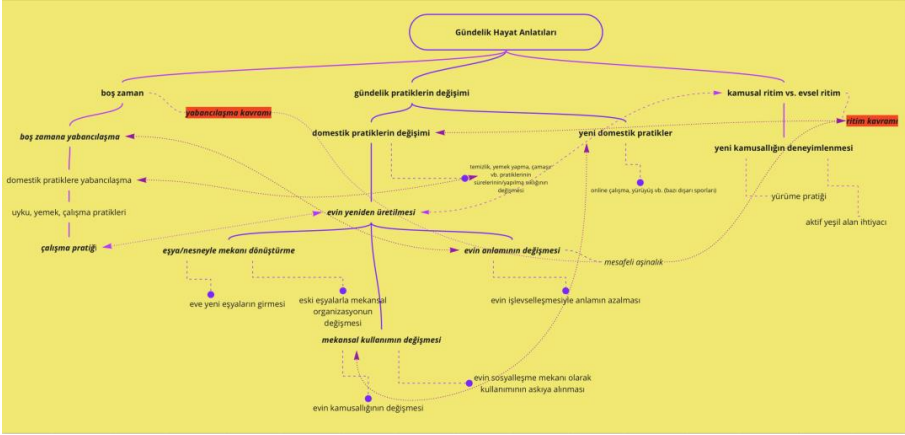 Gündelik Hayat Anlatıları
boş zaman
gündelik pratiklerin değişimi
kamusal ritim vs. evsel ritim
yabancılaşma kavramı
ritim kavramı
boş zamana yabancılaşma
domestik pratiklerin değişimi
yeni domestik pratikler
yeni kamusallığın deneyimlenmesi
domestik pratiklere yabancılaşma
temizlik, yemek yapma, çamaşır
vb. pratiklerinin
sürelerinin/yapılma sıklığının
değişmesi
online çalışma, yürüyüş vb. (bazı dışarı sporları)
yürüme pratiği
uyku, yemek, çalışma pratikleri
evin yeniden üretilmesi
aktif yeşil alan ihtiyacı
çalışma pratiği
eşya/nesneyle mekanı dönüştürme
evin anlamının değişmesi
mesafeli aşinalık
eve yeni eşyaların girmesi
eski eşyalarla mekansal
organizasyonun
değişmesi
evin işlevselleşmesiyle anlamın azalması
mekansal kullanımın değişmesi
evin sosyalleşme mekanı olarak
kullanımının askıya alınması
evin kamusallığının değişmesi